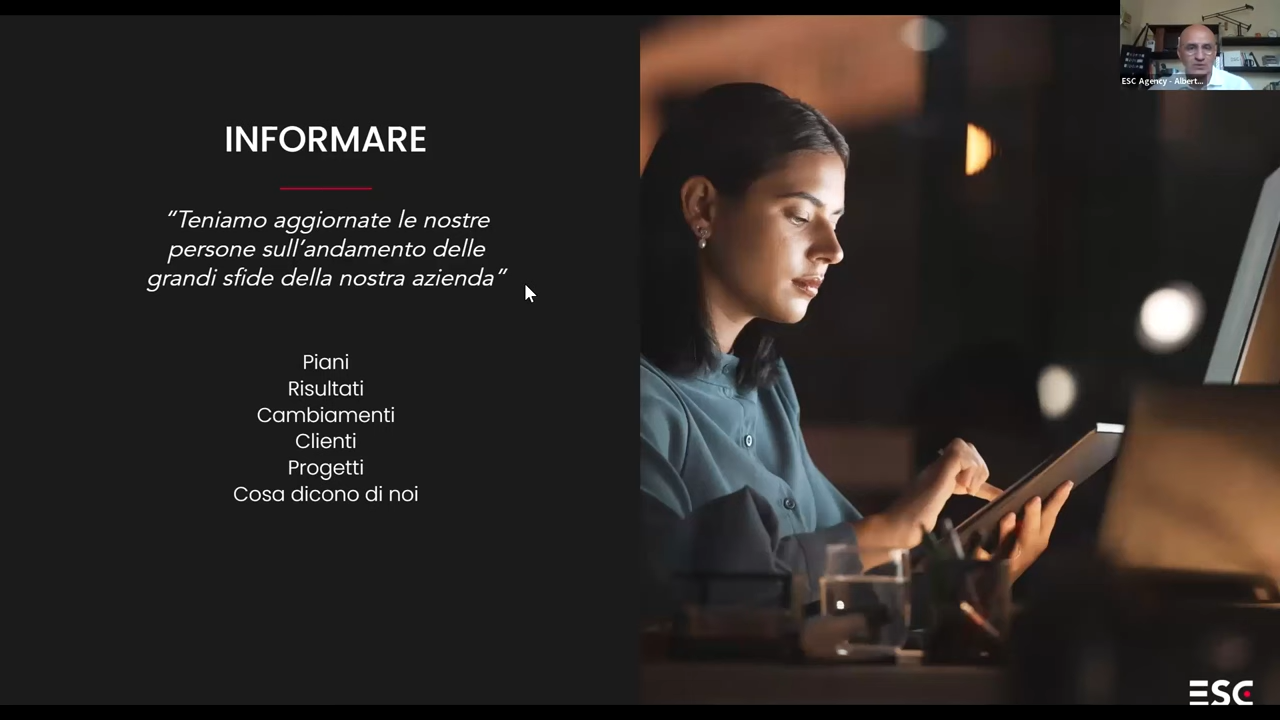 ESC Agency - Albert...
INFORMARE
“Teniamo aggiornate le nostre
persone sull’andamento delle
grandi sfide della nostra azienda”
Piani
Risultati
Cambiamenti
Clienti
Progetti
Cosa dicono di noi
ESC